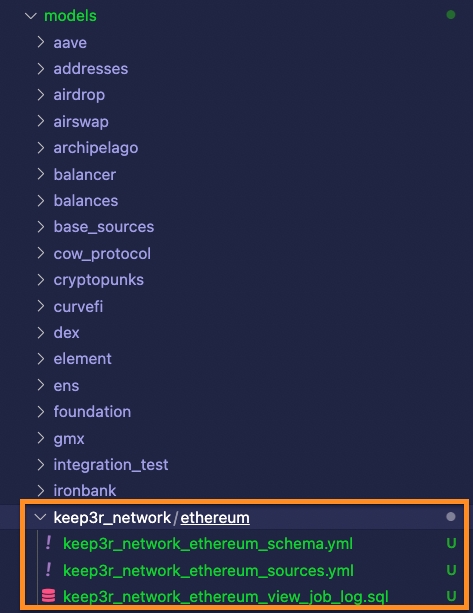 models
aave
addresses
airdrop
airswap
archipelago
balancer
balances
base_sources
cow_protocol
cryptopunks
curvefi
dex
element
ens
foundation
gmx
integration_test
ironbank
keep3r_network/ethereum
! keep3r_network_ethereum_schema.yml U
! keep3r_network_ethereum_sources.yml U
keep3r_network_ethereum_view_job_log.sql U